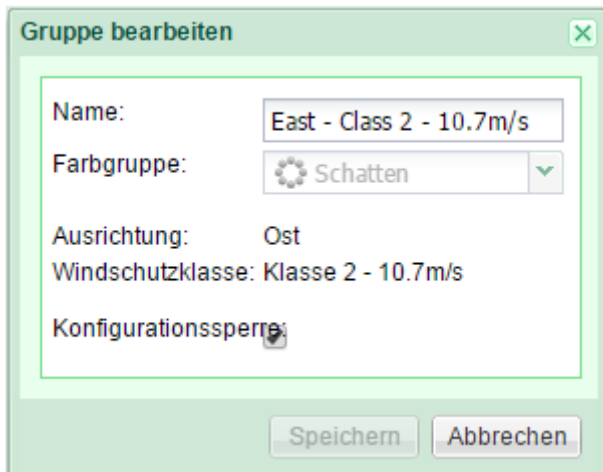 Gruppe bearbeiten
Name: East - Class 2 - 10.7m/s
Farbgruppe: Schatten
Ausrichtung: Ost
Windschutzklasse: Klasse 2 - 10.7m/s
Konfigurationssperre:
Speichern Abbrechen